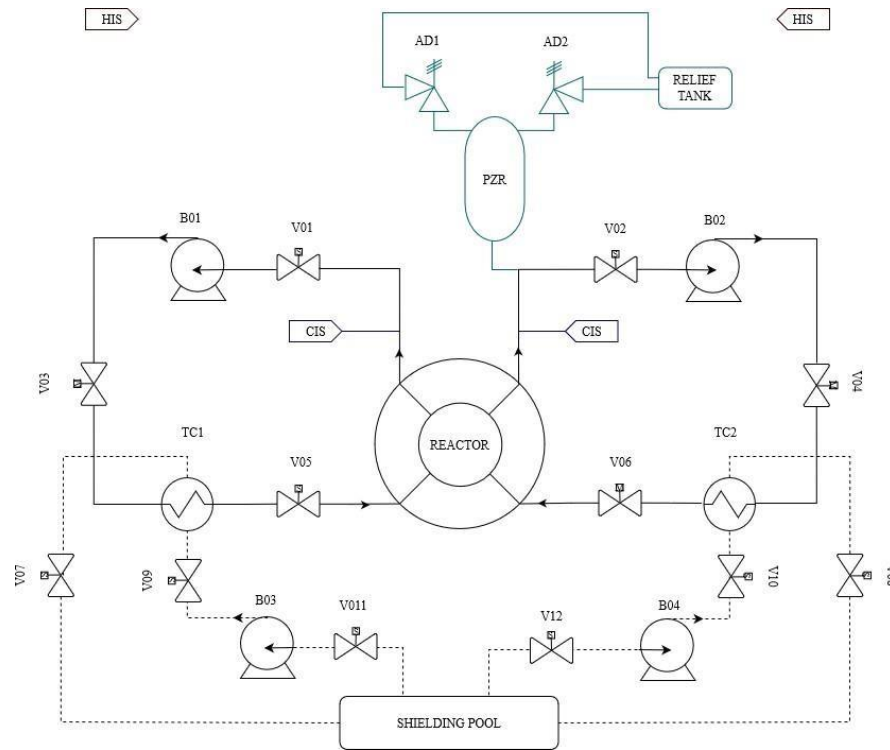 HIS
HIS
AD1
AD2
RELIEF
TANK
PZR
B01
V01
V02
B02
CIS
CIS
V03
V04
TC1
REACTOR
TC2
V05
V06
V07
V09
V10
B03
V011
V12
B04
SHIELDING POOL